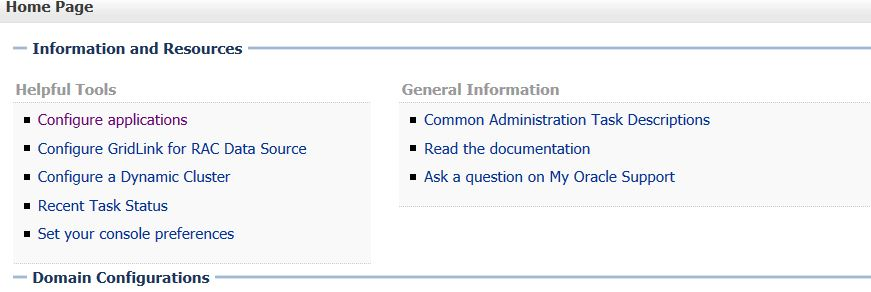 Home Page
Information and Resources
Helpful Tools
Configure applications
Configure GridLink for RAC Data Source
Configure a Dynamic Cluster
Recent Task Status
Set your console preferences
General Information
Common Administration Task Descriptions
Read the documentation
Ask a question on My Oracle Support
Domain Configurations